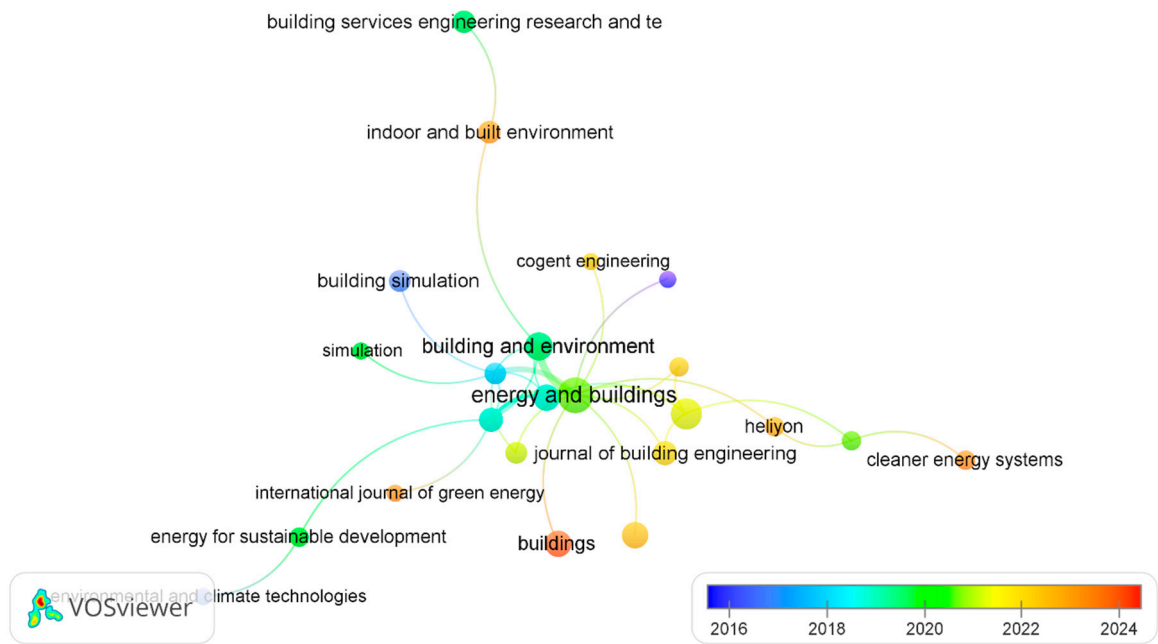 building services engineering research and te
indoor and built environment
cogent engineering
building simulation
simulation
building and environment
energy and buildings
heliyon
journal of building engineering
cleaner energy systems
international journal of green energy
energy for sustainable development
buildings
environmental and climate technologies
VOSviewer
2016 2018 2020 2022 2024